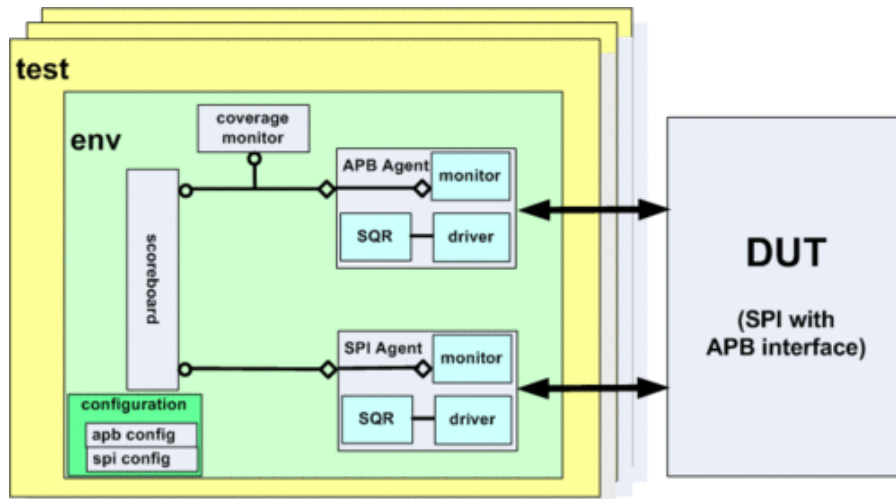 test
env
coverage
monitor
scoreboard
APB Agent
monitor
SQR
driver
SPI Agent
monitor
SQR
driver
configuration
apb config
spi config
DUT
(SPI with
APB interface)